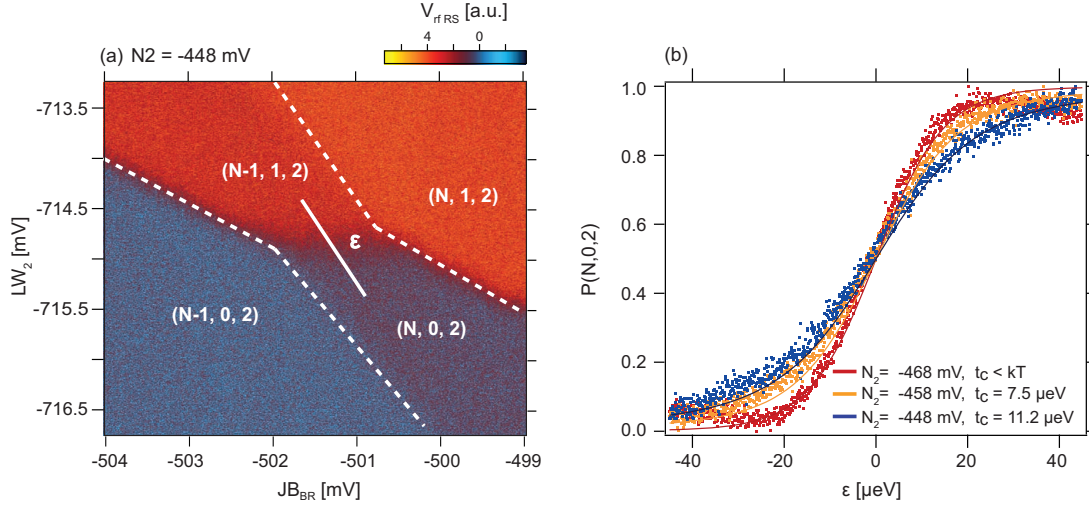 V_rf RS [a.u.]
(a) N2 = -448 mV
4 0
-713.5
-714.5
-715.5
-716.5
LW_2 [mV]
(N-1, 1, 2)
(N, 1, 2)
ε
(N-1, 0, 2)
(N, 0, 2)
-504 -503 -502 -501 -500 -499
JB_BR [mV]
(b)
1.0
0.8
0.6
0.4
0.2
0.0
P(N,0,2)
N_2= -468 mV, t_C < kT
N_2= -458 mV, t_C = 7.5 µeV
N_2= -448 mV, t_C = 11.2 µeV
-40 -20 0 20 40
ε [µeV]